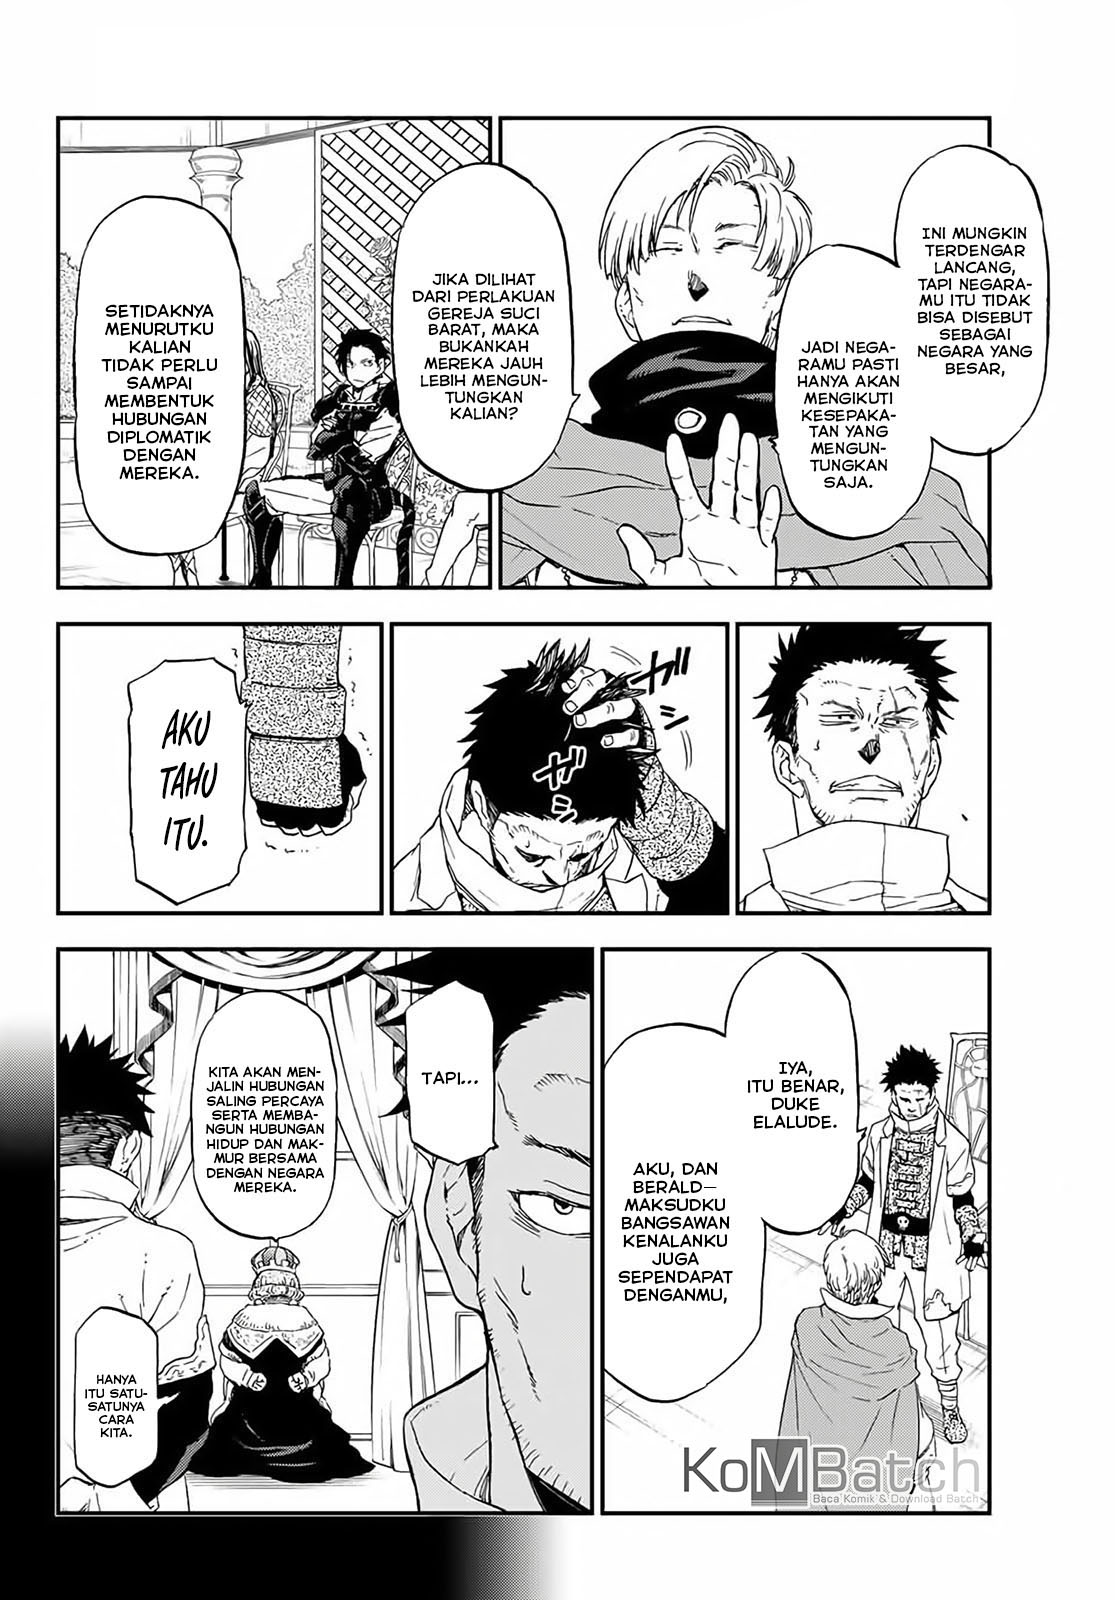 INI MUNGKIN
TERDENGAR
LANCANG,
TAPI NEGARA-
MU ITU TIDAK
BISA DISEBUT
SEBAGAI
NEGARA YANG
BESAR,
JADI NEGA-
RAMU PASTI
HANYA AKAN
MENGIKUTI
KESEPAKA-
TAN YANG
MENGUN-
TUNGKAN
SAJA.
JIKA DILIHAT
DARI PERLAKUAN
GEREJA SUCI
BARAT, MAKA
BUKANKAH
MEREKA JAUH
LEBIH MENGUN-
TUNGKAN
KALIAN?
SETIDAKNYA
MENURUTKU
KALIAN
TIDAK PERLU
SAMPAI
MEMBENTUK
HUBUNGAN
DIPLOMATIK
DENGAN
MEREKA.
ガシ
ガシ
AKU
TAHU
ITU.
IYA,
ITU BENAR,
DUKE
ELALUDE.
AKU, DAN
BERALD—
MAKSUDKU
BANGSAWAN
KENALANKU
JUGA
SEPENDAPAT
DENGANMU,
TAPI...
KITA AKAN MEN-
JALIN HUBUNGAN
SALING PERCAYA
SERTA MEMBA-
NGUN HUBUNGAN
HIDUP DAN MAK-
MUR BERSAMA
DENGAN NEGARA
MEREKA.
HANYA
ITU SATU-
SATUNYA
CARA
KITA.
KoMBatch
Baca Komik & Download Batch